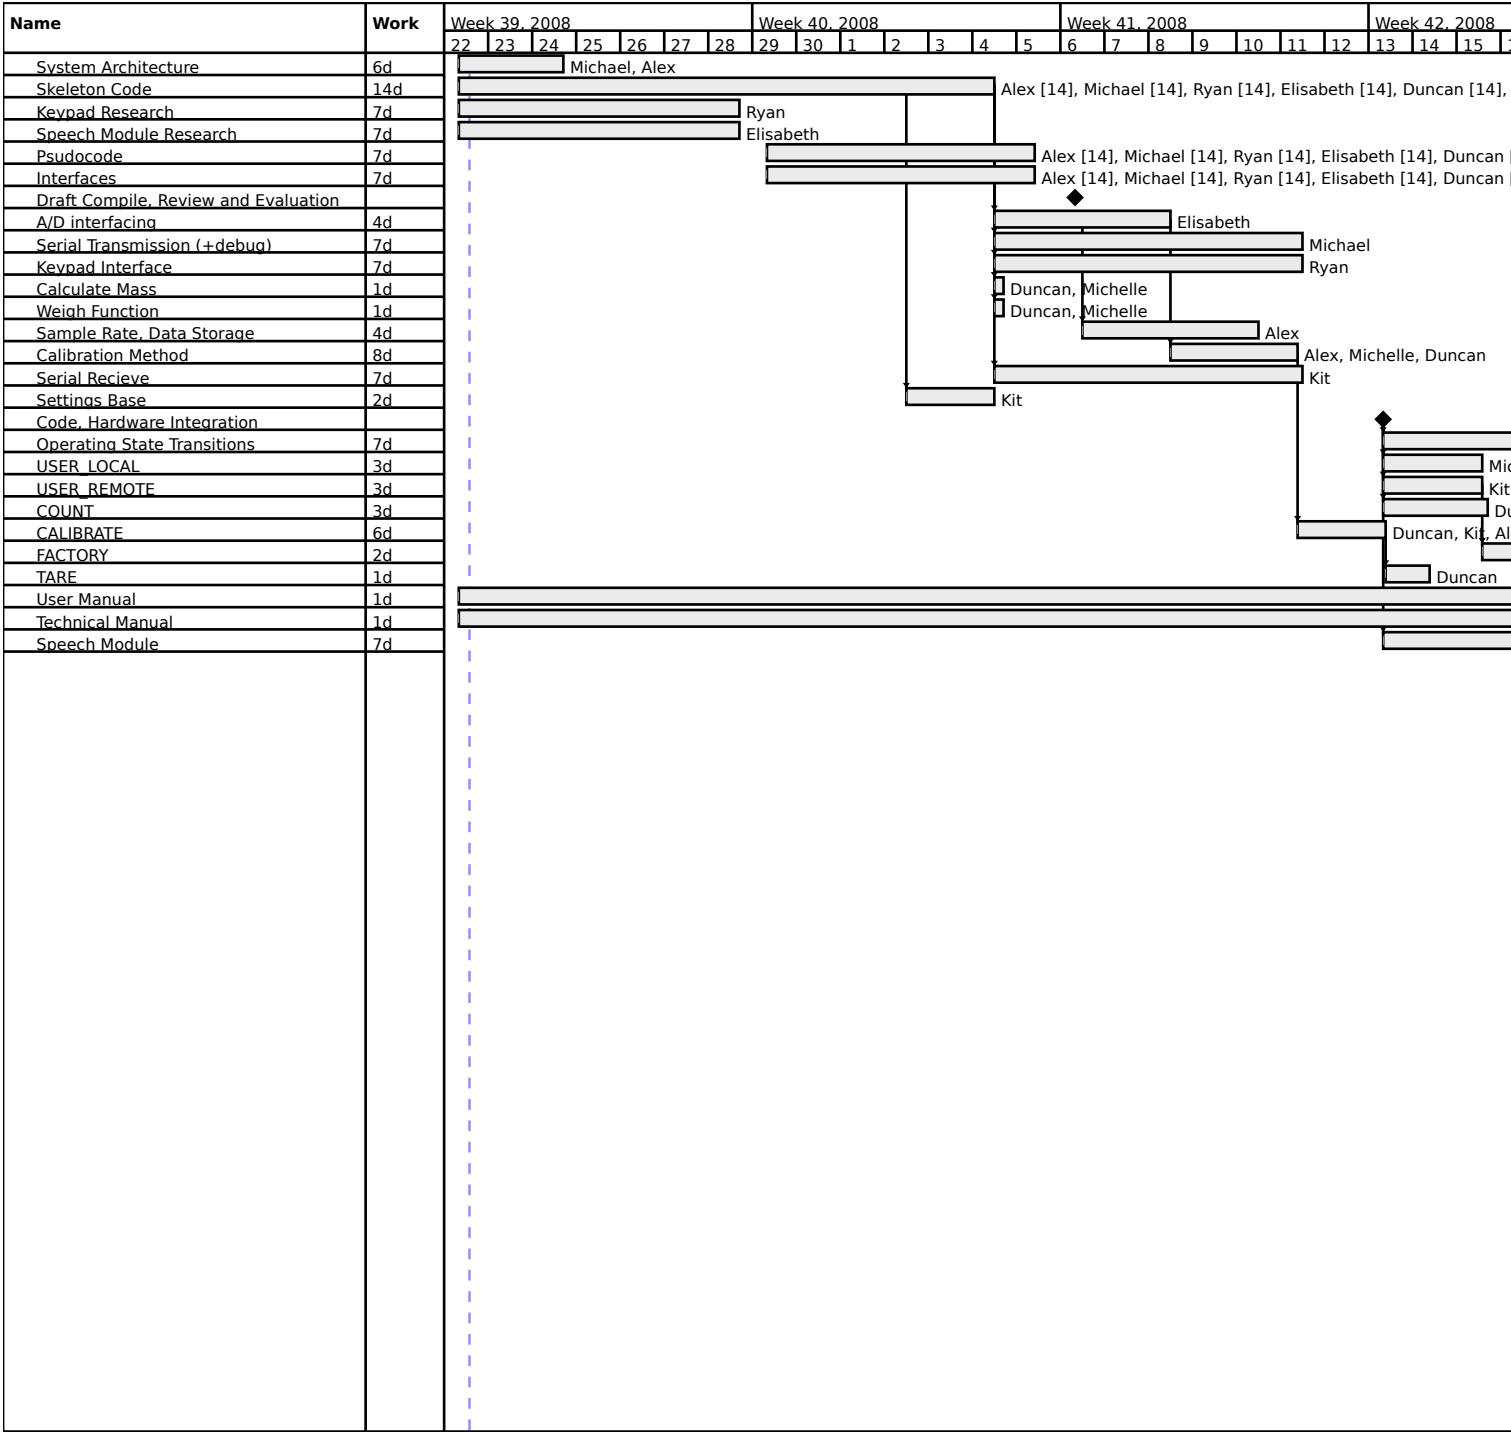 Name Work Week 39, 2008 Week 40, 2008 Week 41, 2008 Week 42, 2008
22 23 24 25 26 27 28 29 30 1 2 3 4 5 6 7 8 9 10 11 12 13 14 15
System Architecture 6d Michael, Alex
Skeleton Code 14d Alex [14], Michael [14], Ryan [14], Elisabeth [14], Duncan [14],
Keypad Research 7d Ryan
Speech Module Research 7d Elisabeth
Psudocode 7d Alex [14], Michael [14], Ryan [14], Elisabeth [14], Duncan
Interfaces 7d Alex [14], Michael [14], Ryan [14], Elisabeth [14], Duncan
Draft Compile, Review and Evaluation
A/D interfacing 4d Elisabeth
Serial Transmission (+debug) 7d Michael
Keypad Interface 7d Ryan
Calculate Mass 1d Duncan, Michelle
Weigh Function 1d Duncan, Michelle
Sample Rate, Data Storage 4d Alex
Calibration Method 8d Alex, Michelle, Duncan
Serial Recieve 7d Kit
Settings Base 2d Kit
Code, Hardware Integration
Operating State Transitions 7d
USER_LOCAL 3d
USER_REMOTE 3d Kit
COUNT 3d
CALIBRATE 6d Duncan, Kit,
FACTORY 2d
TARE 1d Duncan
User Manual 1d
Technical Manual 1d
Speech Module 7d